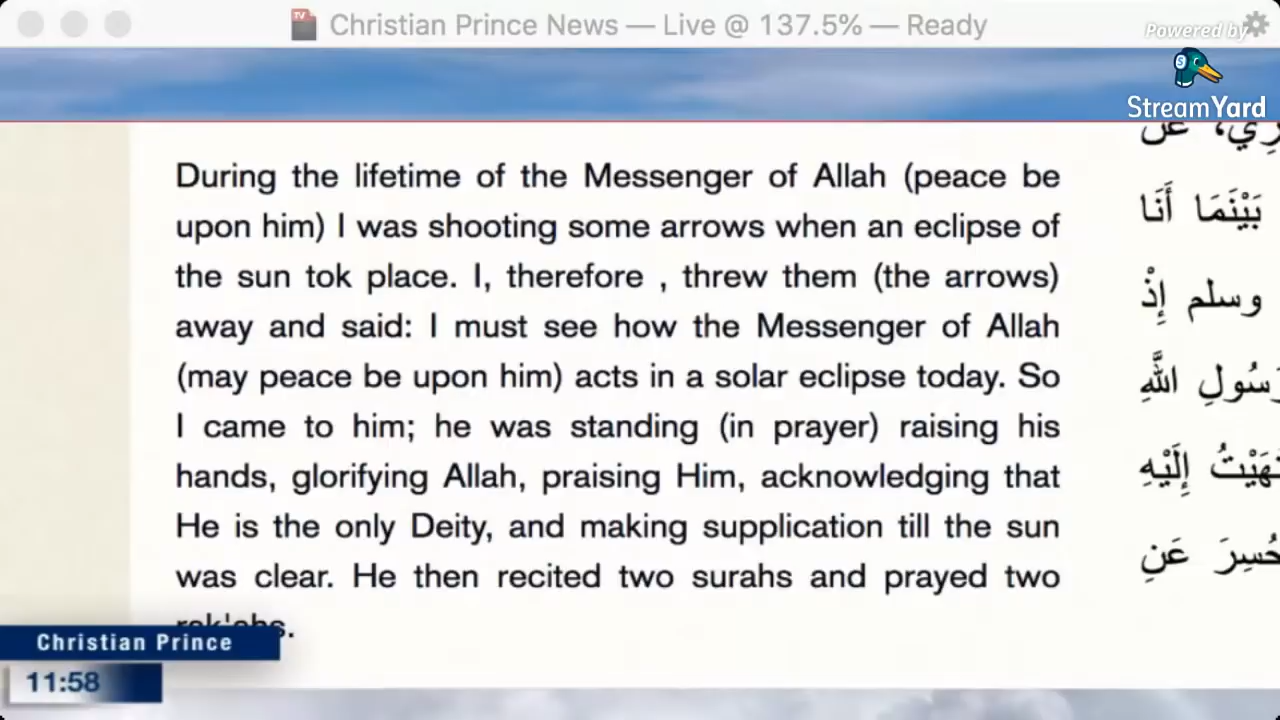 Christian Prince News — Live @ 137.5% — Ready
Powered by
StreamYard
During the lifetime of the Messenger of Allah (peace be
upon him) I was shooting some arrows when an eclipse of
the sun tok place. I, therefore , threw them (the arrows)
away and said: I must see how the Messenger of Allah
(may peace be upon him) acts in a solar eclipse today. So
I came to him; he was standing (in prayer) raising his
hands, glorifying Allah, praising Him, acknowledging that
He is the only Deity, and making supplication till the sun
was clear. He then recited two surahs and prayed two
rak'ahs.
عَنْ
بَيْنَمَا أَنَا
وسلم إِذْ
اللَّهِ
إِلَيْهِ
حُسِرَ عَنِ
Christian Prince
11:58